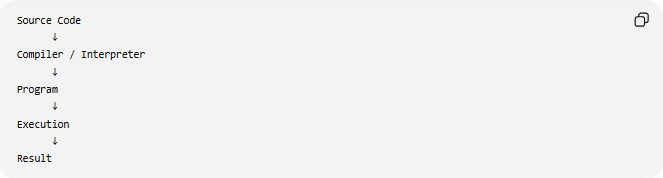 Source Code
↓
Compiler / Interpreter
↓
Program
↓
Execution
↓
Result